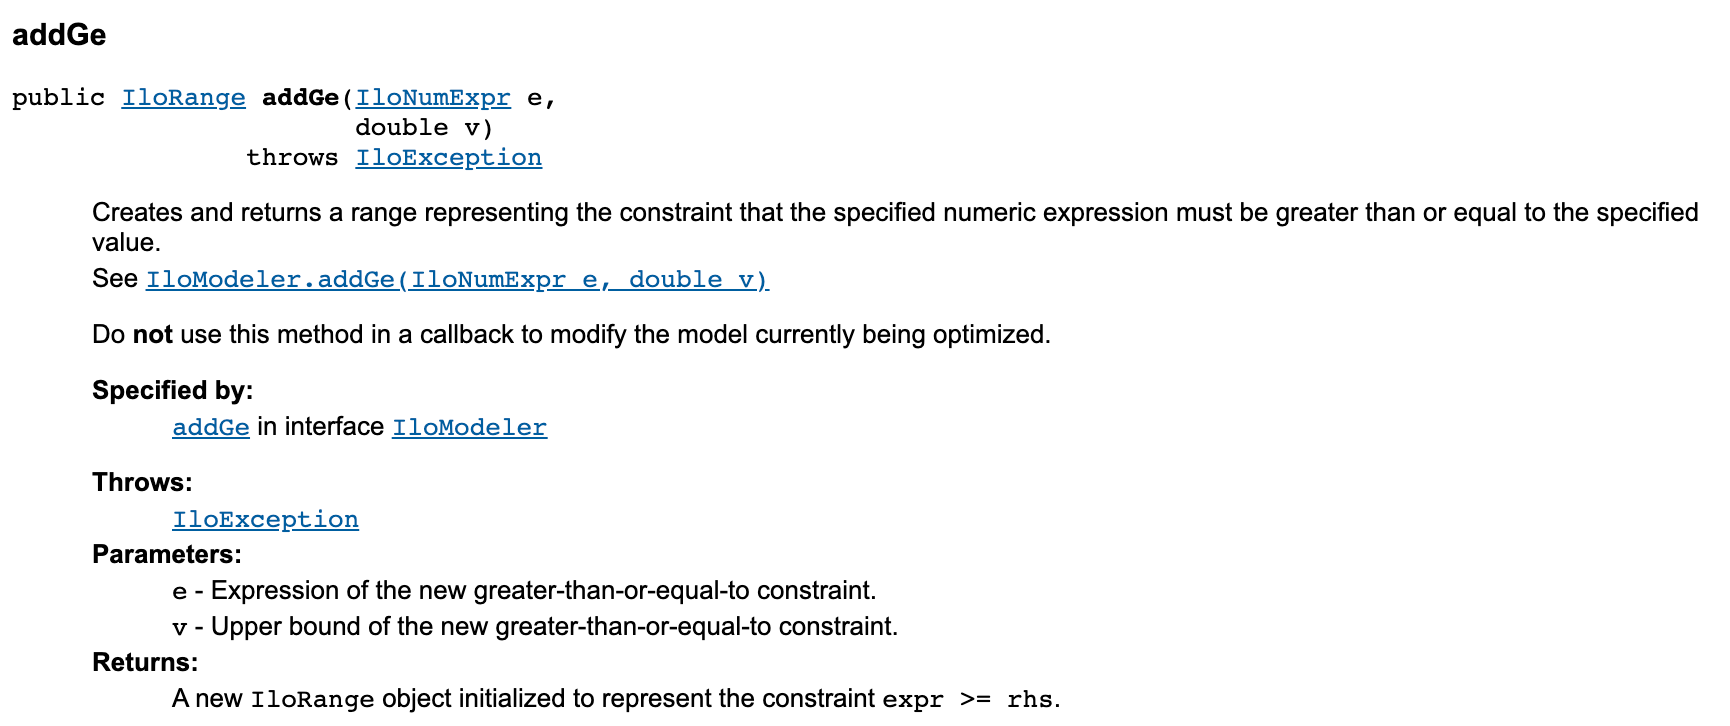 addGe
public IloRange addGe(IloNumExpr e,
double v)
throws IloException
Creates and returns a range representing the constraint that the specified numeric expression must be greater than or equal to the specified
value.
See IloModeler.addGe(IloNumExpr e, double v)
Do not use this method in a callback to modify the model currently being optimized.
Specified by:
addGe in interface IloModeler
Throws:
IloException
Parameters:
e - Expression of the new greater-than-or-equal-to constraint.
v - Upper bound of the new greater-than-or-equal-to constraint.
Returns:
A new IloRange object initialized to represent the constraint expr >= rhs.